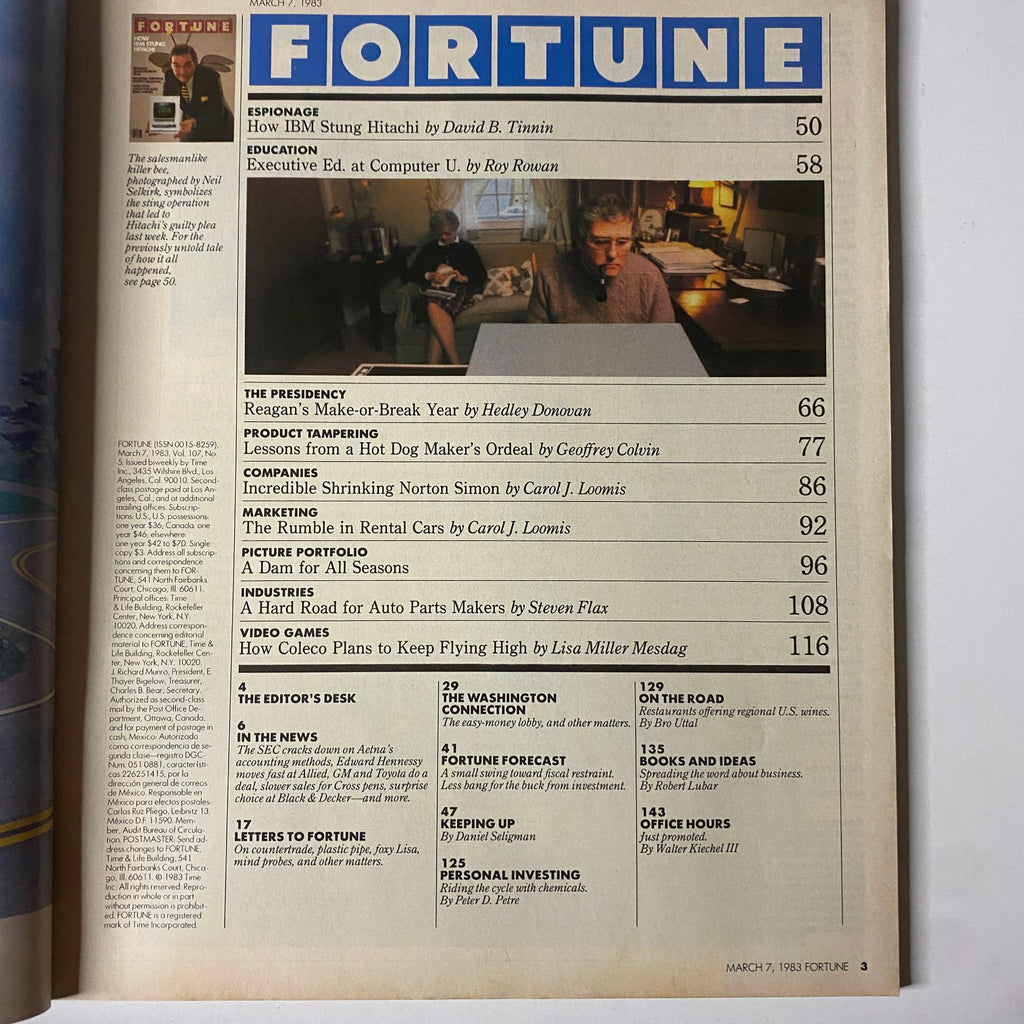 MARCH 7, 1983
FORTUNE
HOW
IBM STUNG
HITACHI
The salesmanlike
killer bee,
photographed by Neil
Selkirk, symbolizes
the sting operation
that led to
Hitachi's guilty plea
last week. For the
previously untold tale
of how it all
happened,
see page 50.
FORTUNE (ISSN 0015-8259).
March 7, 1983, Vol. 107, No.
5. Issued biweekly by Time
Inc., 3435 Wilshire Blvd., Los
Angeles, Cal. 90010. Second-
class postage paid at Los An-
geles, Cal., and at additional
mailing offices. Subscrip-
tions: U.S., U.S. possessions:
one year $36, Canada: one
year $46, elsewhere:
one year $42 to $70. Single
copy $3. Address all subscrip-
tions and correspondence
concerning them to FOR-
TUNE, 541 North Fairbanks
Court, Chicago, Ill. 60611.
Principal offices: Time
& Life Building, Rockefeller
Center, New York, N.Y.
10020. Address correspon-
dence concerning editorial
material to FORTUNE, Time &
Life Building, Rockefeller Cen-
ter, New York, N.Y. 10020.
J. Richard Munro, President; E.
Thayer Bigelow, Treasurer;
Charles B. Bear, Secretary.
Authorized as second-class
mail by the Post Office De-
partment, Ottawa, Canada,
and for payment of postage in
cash, Mexico: Autorizado
como correspondencia de se-
gunda clase—registro DGC-
Num. 051 0881, característi-
cas 226251415, por la
dirección general de correos
de México. Responsable en
México para efectos postales:
Carlos Ruz Pliego, Leibnitz 13,
México D.F. 11590. Mem-
ber, Audit Bureau of Circula-
tion. POSTMASTER: Send ad-
dress changes to FORTUNE,
Time & Life Building, 541
North Fairbanks Court, Chica-
go, Ill. 60611. © 1983 Time
Inc. All rights reserved. Repro-
duction in whole or in part
without permission is prohibit-
ed. FORTUNE is a registered
mark of Time Incorporated.
FORTUNE
ESPIONAGE
How IBM Stung Hitachi by David B. Tinnin 50
EDUCATION
Executive Ed. at Computer U. by Roy Rowan 58
THE PRESIDENCY
Reagan's Make-or-Break Year by Hedley Donovan 66
PRODUCT TAMPERING
Lessons from a Hot Dog Maker's Ordeal by Geoffrey Colvin 77
COMPANIES
Incredible Shrinking Norton Simon by Carol J. Loomis 86
MARKETING
The Rumble in Rental Cars by Carol J. Loomis 92
PICTURE PORTFOLIO
A Dam for All Seasons 96
INDUSTRIES
A Hard Road for Auto Parts Makers by Steven Flax 108
VIDEO GAMES
How Coleco Plans to Keep Flying High by Lisa Miller Mesdag 116
4
THE EDITOR'S DESK
6
IN THE NEWS
The SEC cracks down on Aetna's
accounting methods, Edward Hennessy
moves fast at Allied, GM and Toyota do a
deal, slower sales for Cross pens, surprise
choice at Black & Decker—and more.
17
LETTERS TO FORTUNE
On countertrade, plastic pipe, foxy Lisa,
mind probes, and other matters.
29
THE WASHINGTON
CONNECTION
The easy-money lobby, and other matters.
41
FORTUNE FORECAST
A small swing toward fiscal restraint.
Less bang for the buck from investment.
47
KEEPING UP
By Daniel Seligman
125
PERSONAL INVESTING
Riding the cycle with chemicals.
By Peter D. Petre
129
ON THE ROAD
Restaurants offering regional U.S. wines.
By Bro Uttal
135
BOOKS AND IDEAS
Spreading the word about business.
By Robert Lubar
143
OFFICE HOURS
Just promoted.
By Walter Kiechel III
MARCH 7, 1983 FORTUNE 3